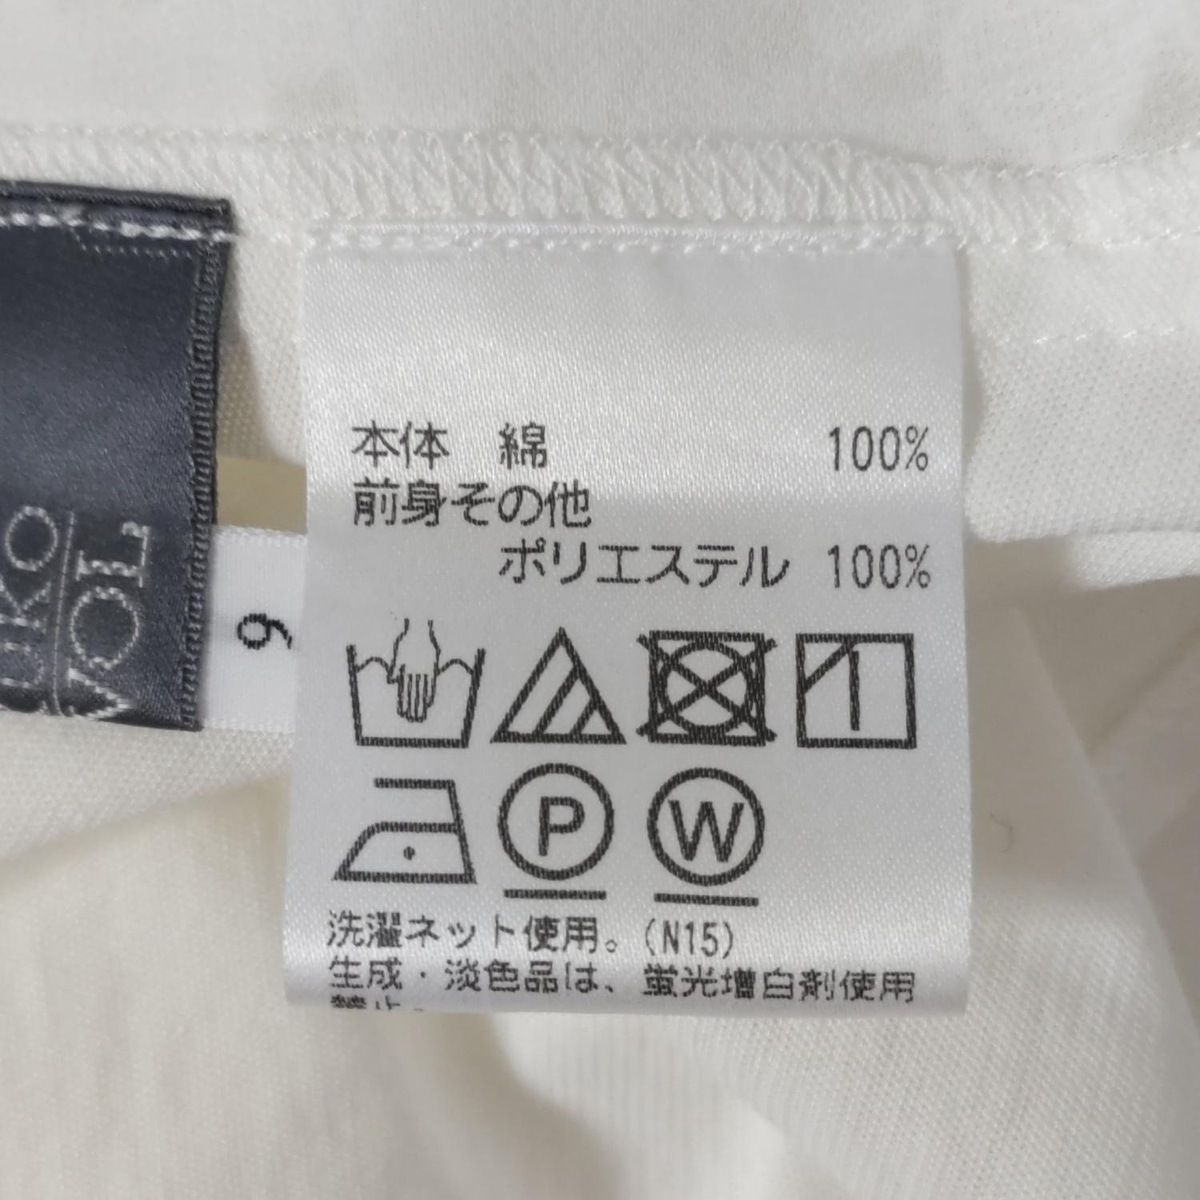 本体 綿 100%
前身その他
ポリエステル 100%
P W
洗濯ネット使用。(N15)
生成・淡色品は、蛍光増白剤使用
9